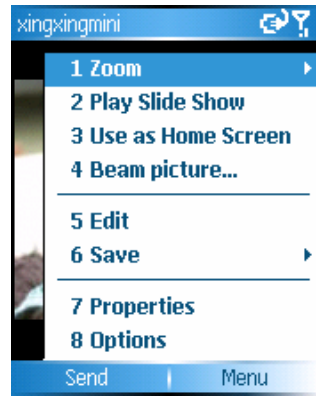 xingxingmini
1 Zoom
2 Play Slide Show
3 Use as Home Screen
4 Beam picture...
5 Edit
6 Save
7 Properties
8 Options
Send Menu